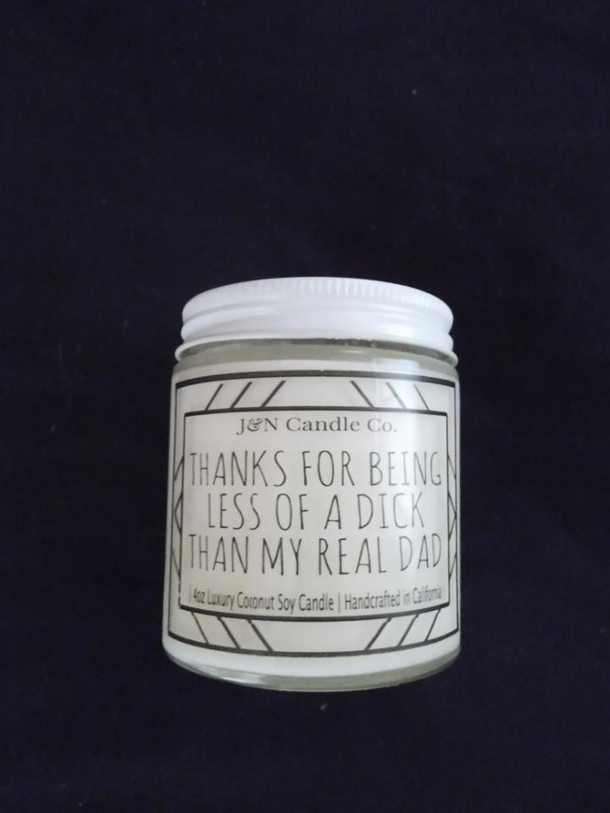 J&N Candle Co.
THANKS FOR BEING
LESS OF A DICK
THAN MY REAL DAD
| 4oz Luxury Coconut Soy Candle | Handcrafted in California